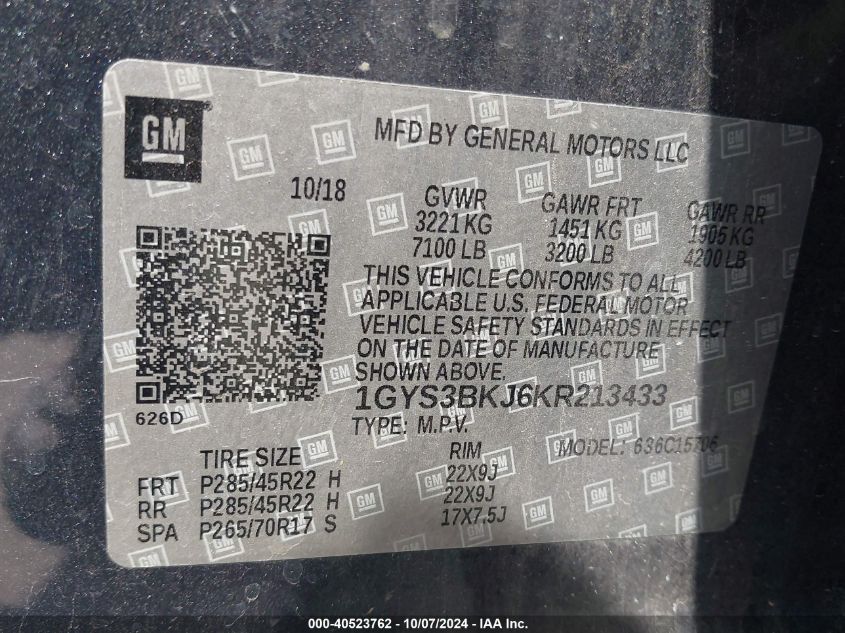 GM
MFD BY GENERAL MOTORS LLC
10/18
GVWR GAWR FRT GAWR RR
3221 KG 1451 KG 1905 KG
7100 LB 3200 LB 4200 LB
THIS VEHICLE CONFORMS TO ALL
APPLICABLE U.S. FEDERAL MOTOR
VEHICLE SAFETY STANDARDS IN EFFECT
ON THE DATE OF MANUFACTURE
SHOWN ABOVE.
1GYS3BKJ6KR213433
626D
TYPE: M.P.V. MODEL: 636C15706
TIRE SIZE RIM
FRT P285/45R22 H 22X9J
RR P285/45R22 H 22X9J
SPA P265/70R17 S 17X7.5J
000-40523762 - 10/07/2024 - IAA Inc.